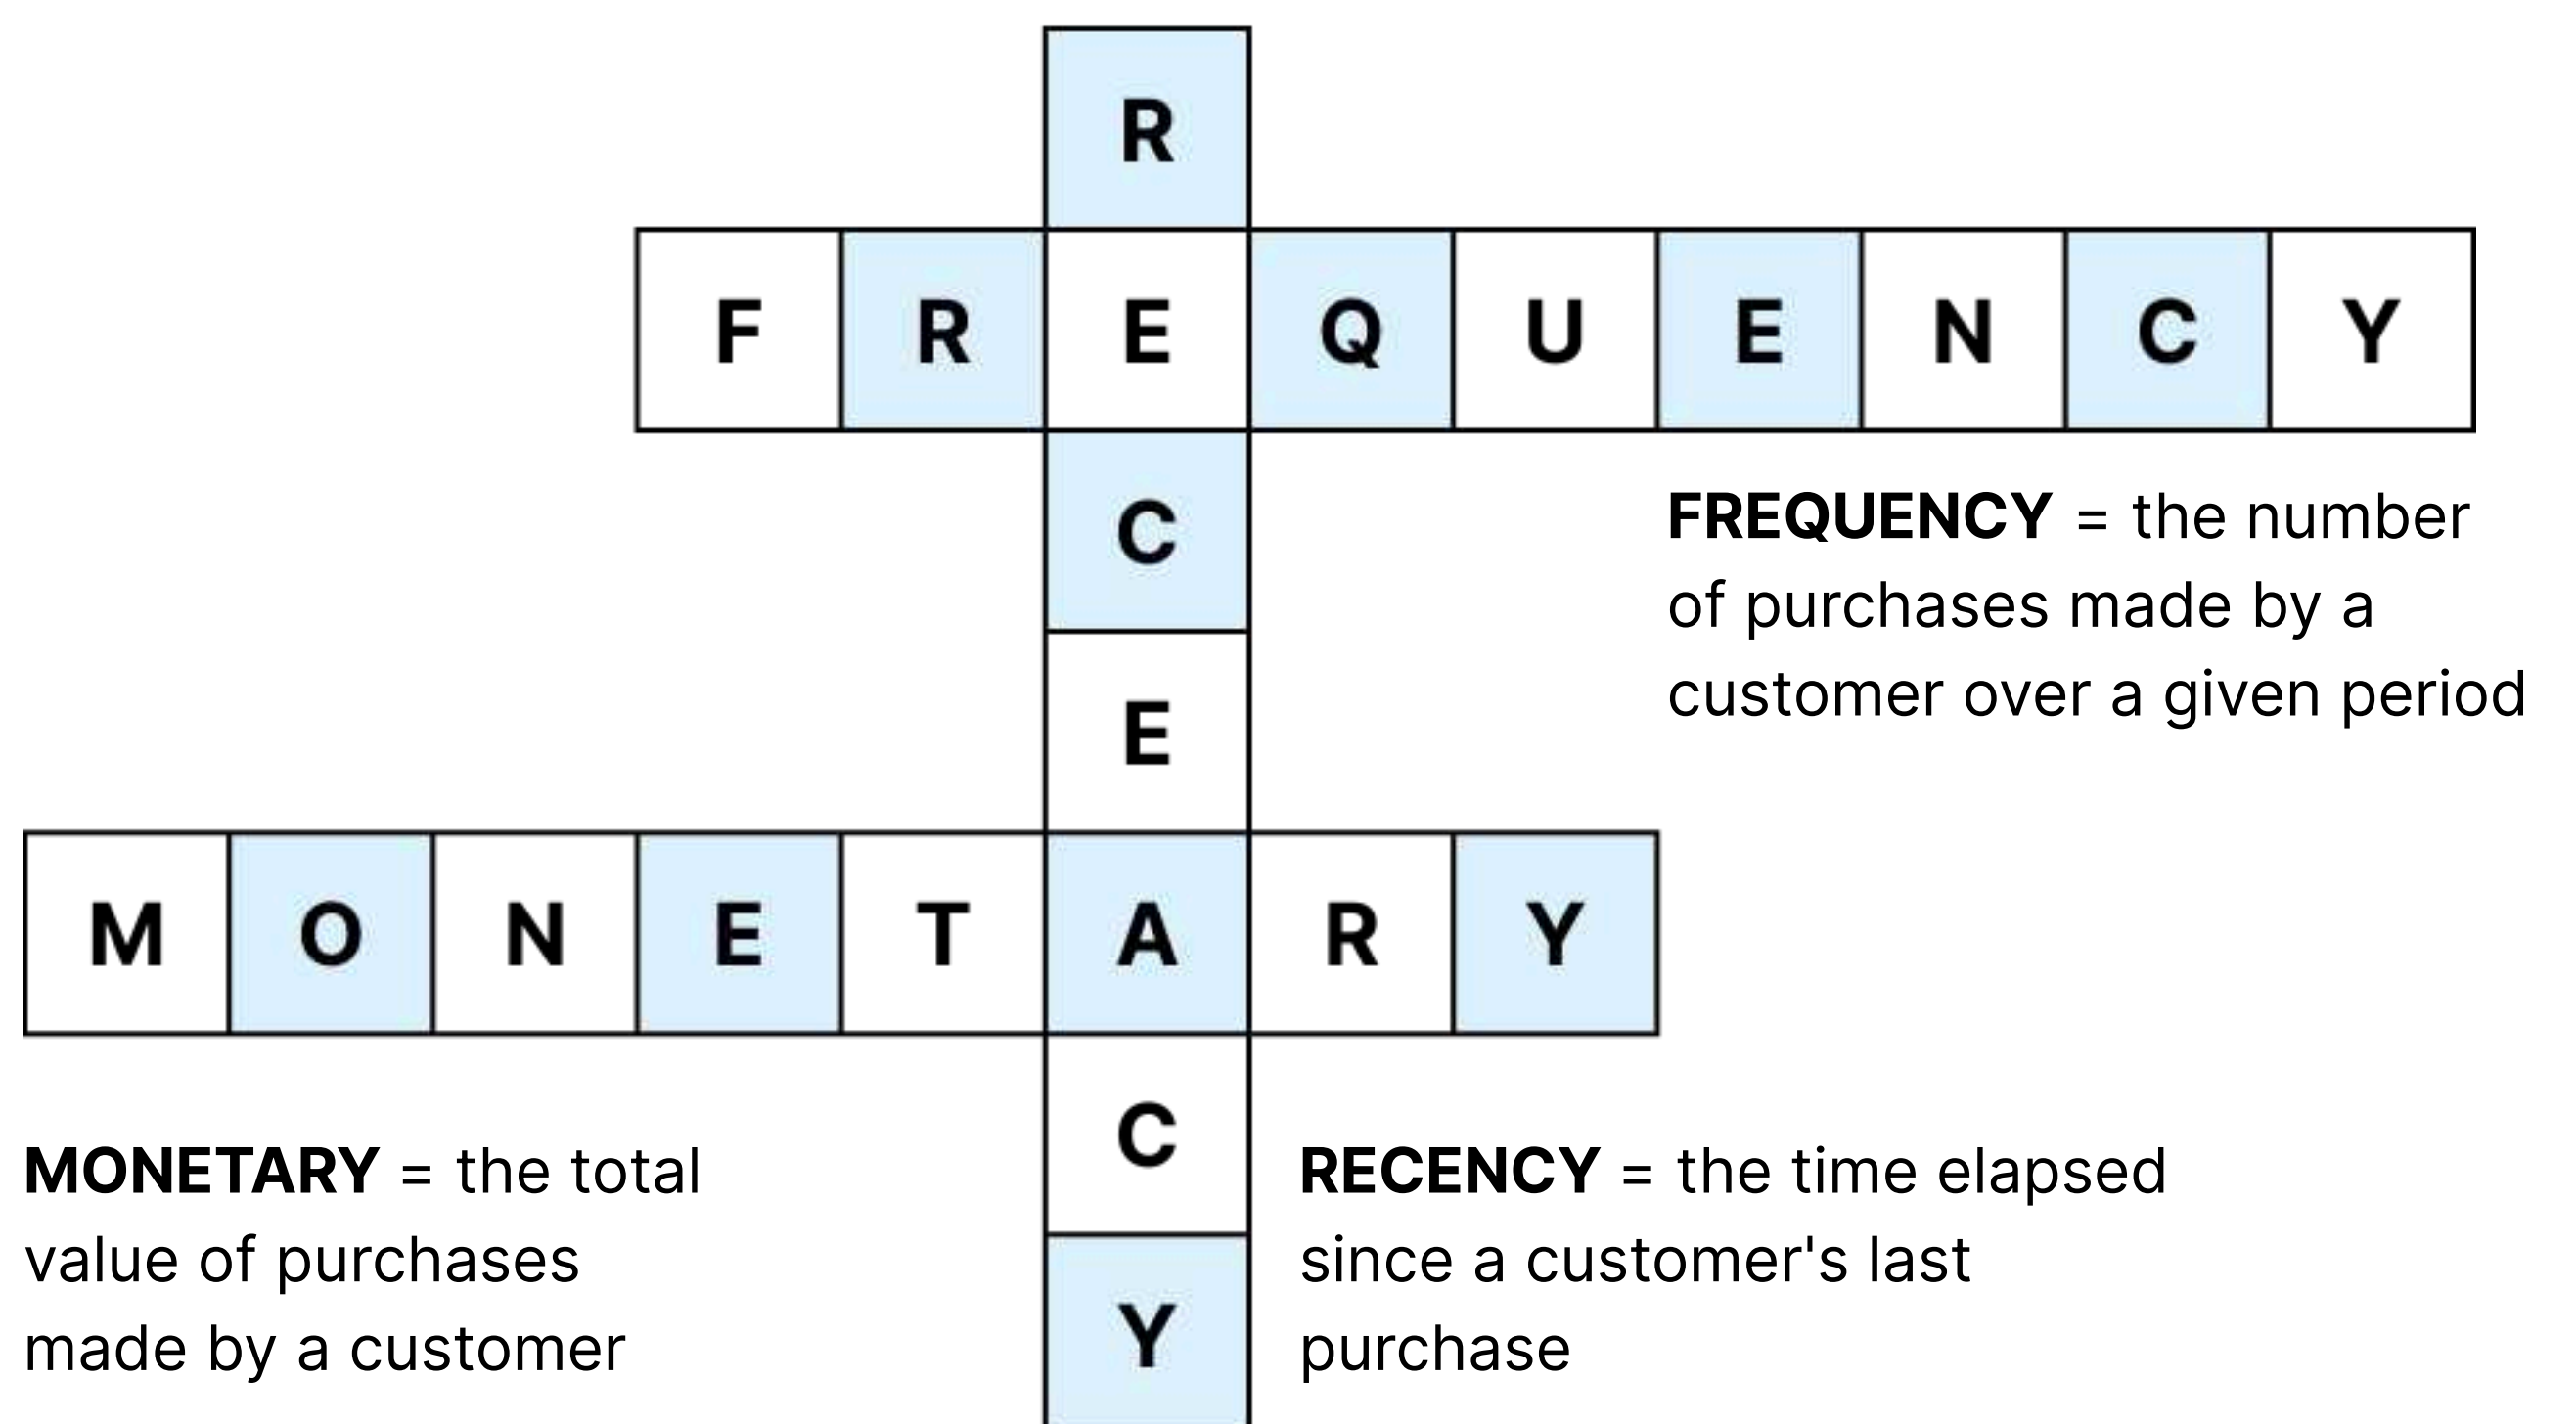 R
F R E Q U E N C Y
C
FREQUENCY = the number
of purchases made by a
customer over a given period
E
M O N E T A R Y
C
MONETARY = the total
value of purchases
made by a customer
RECENCY = the time elapsed
since a customer's last
purchase
Y